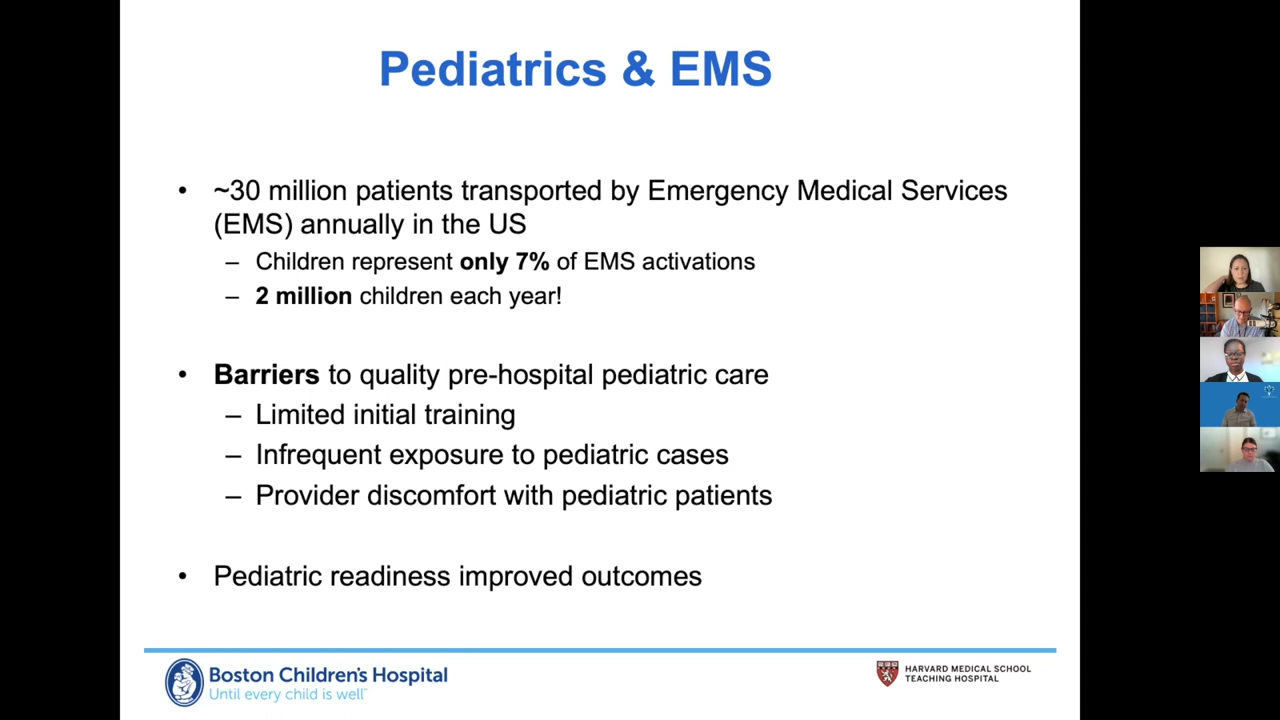 Pediatrics & EMS
• ~30 million patients transported by Emergency Medical Services
(EMS) annually in the US
– Children represent only 7% of EMS activations
– 2 million children each year!
• Barriers to quality pre-hospital pediatric care
– Limited initial training
– Infrequent exposure to pediatric cases
– Provider discomfort with pediatric patients
• Pediatric readiness improved outcomes
Boston Children's Hospital
Until every child is well™
HARVARD MEDICAL SCHOOL
TEACHING HOSPITAL